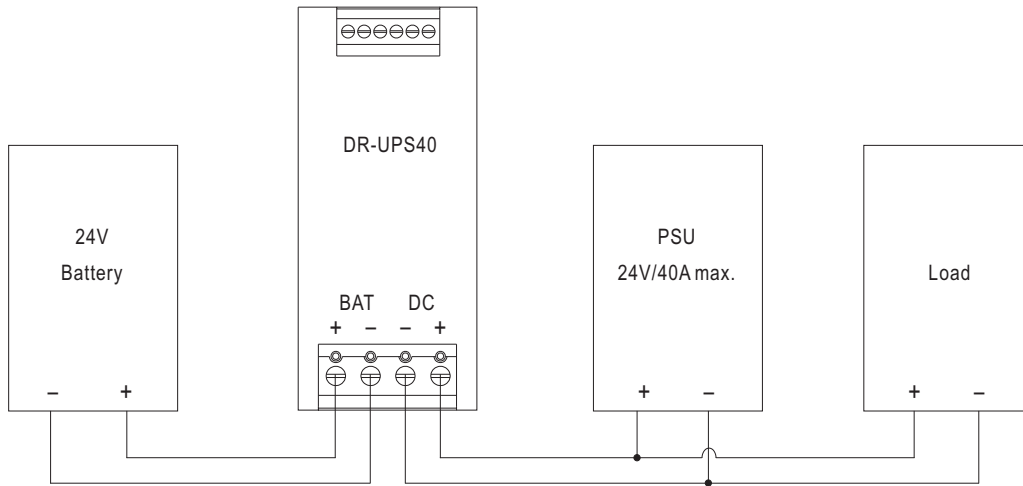 DR-UPS40
24V
Battery
PSU
24V/40A max.
Load
BAT DC
+ – – +
– +
+ –
+ –